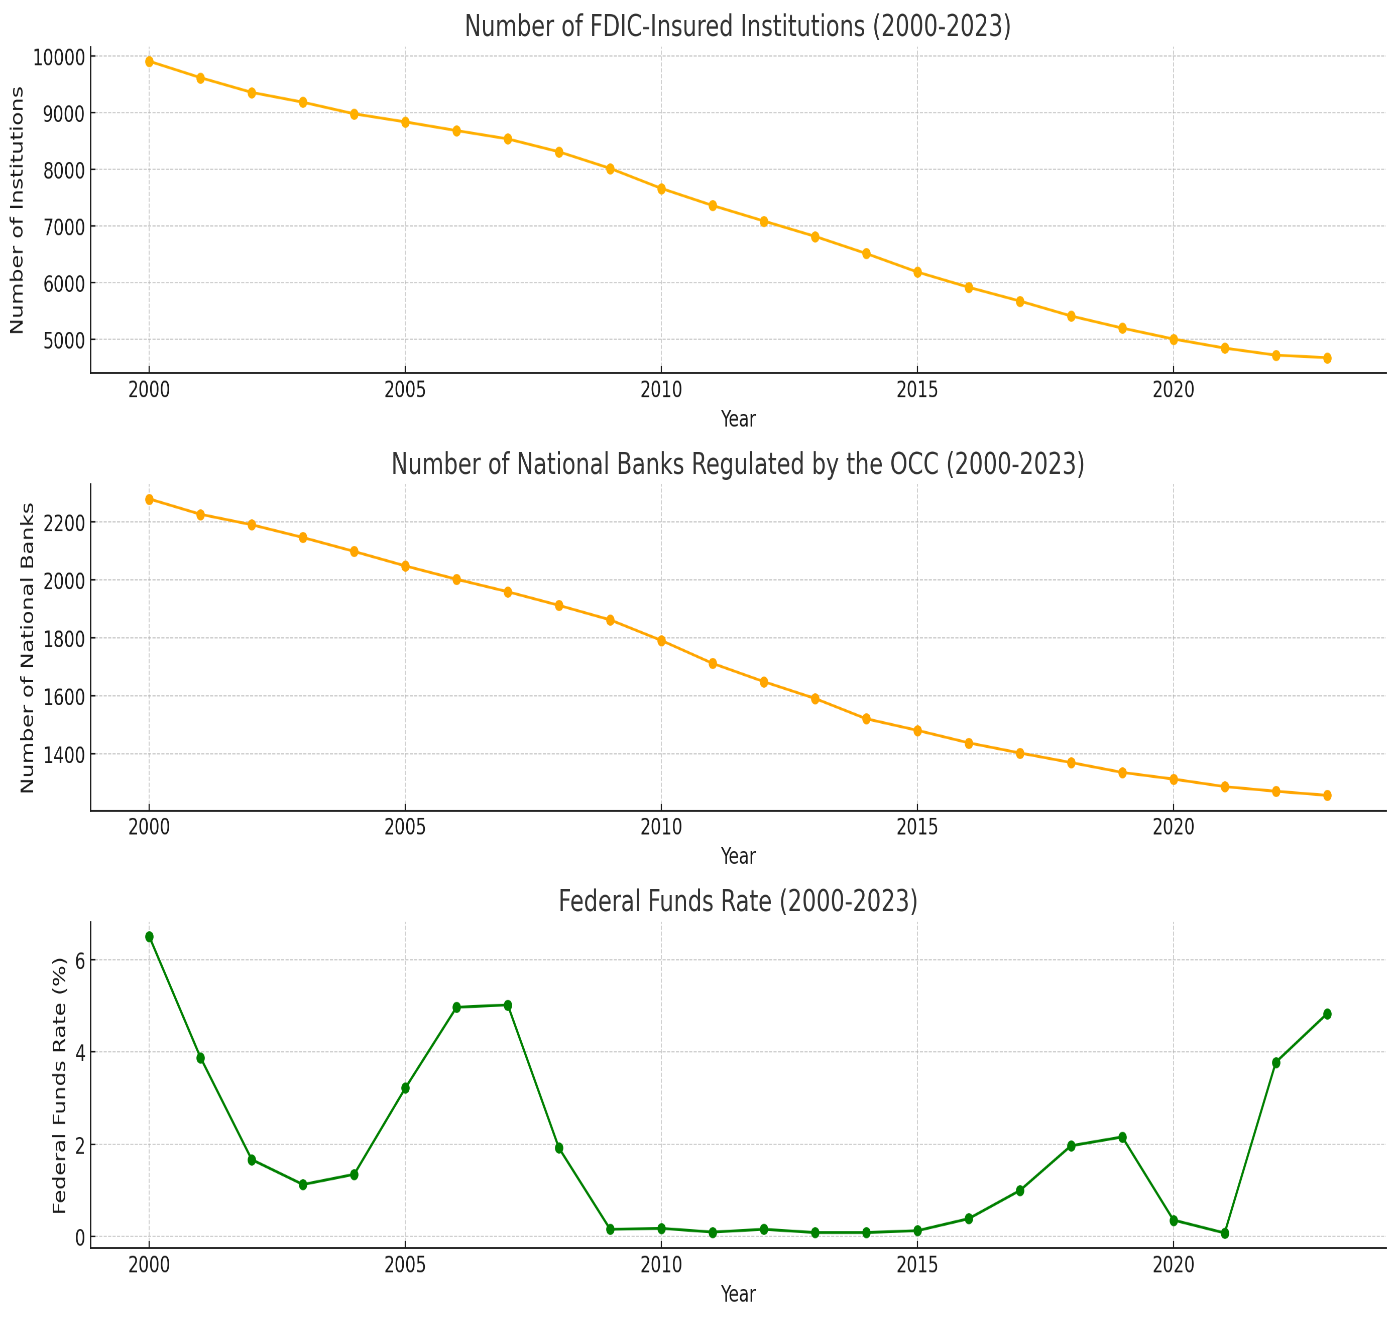 Number of FDIC-Insured Institutions (2000-2023)
Number of Institutions
10000
9000
8000
7000
6000
5000
2000 2005 2010 2015 2020
Year
Number of National Banks Regulated by the OCC (2000-2023)
Number of National Banks
2200
2000
1800
1600
1400
2000 2005 2010 2015 2020
Year
Federal Funds Rate (2000-2023)
Federal Funds Rate (%)
6
4
2
0
2000 2005 2010 2015 2020
Year